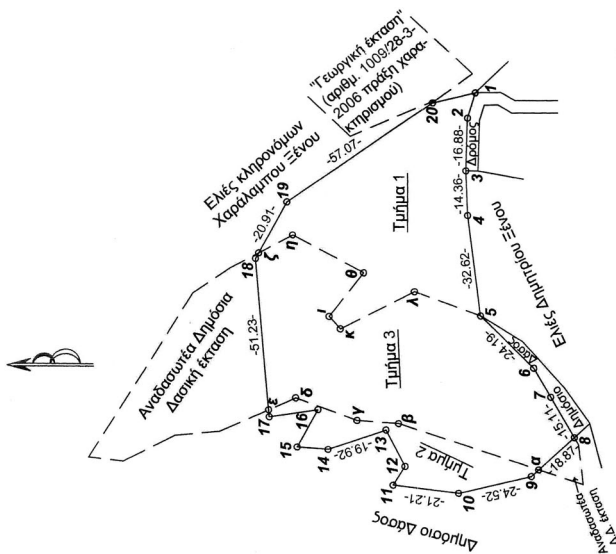 "Γεωργική έκταση"
(αριθμ. 1009/28-3-
2006 πράξη χαρα-
κτηρισμού)
Ελιές κληρονόμων
Χαράλαμπου Ξένου
-57.07-
20
1
2
-16.88-
Δρόμος
3
-14.36-
4
-32.62-
19
-20.91-
18
ζ
η
θ
ι
κ
λ
Τμήμα 1
Αναδασωτέα Δημόσια
Δασική έκταση
-51.23-
17
ε
δ
16
15
14
-19.92-
13
γ
β
12
11
-21.21-
10
-24.52-
9
α
-18.87-
8
Τμήμα 2
Τμήμα 3
5
-24.19-
6
7
-15.11-
Δημόσιο Δάσος
Ελιές Δημητρίου Ξένου
Δημόσιο Δάσος
Αναδασωτέα
Δ.Δ. έκταση